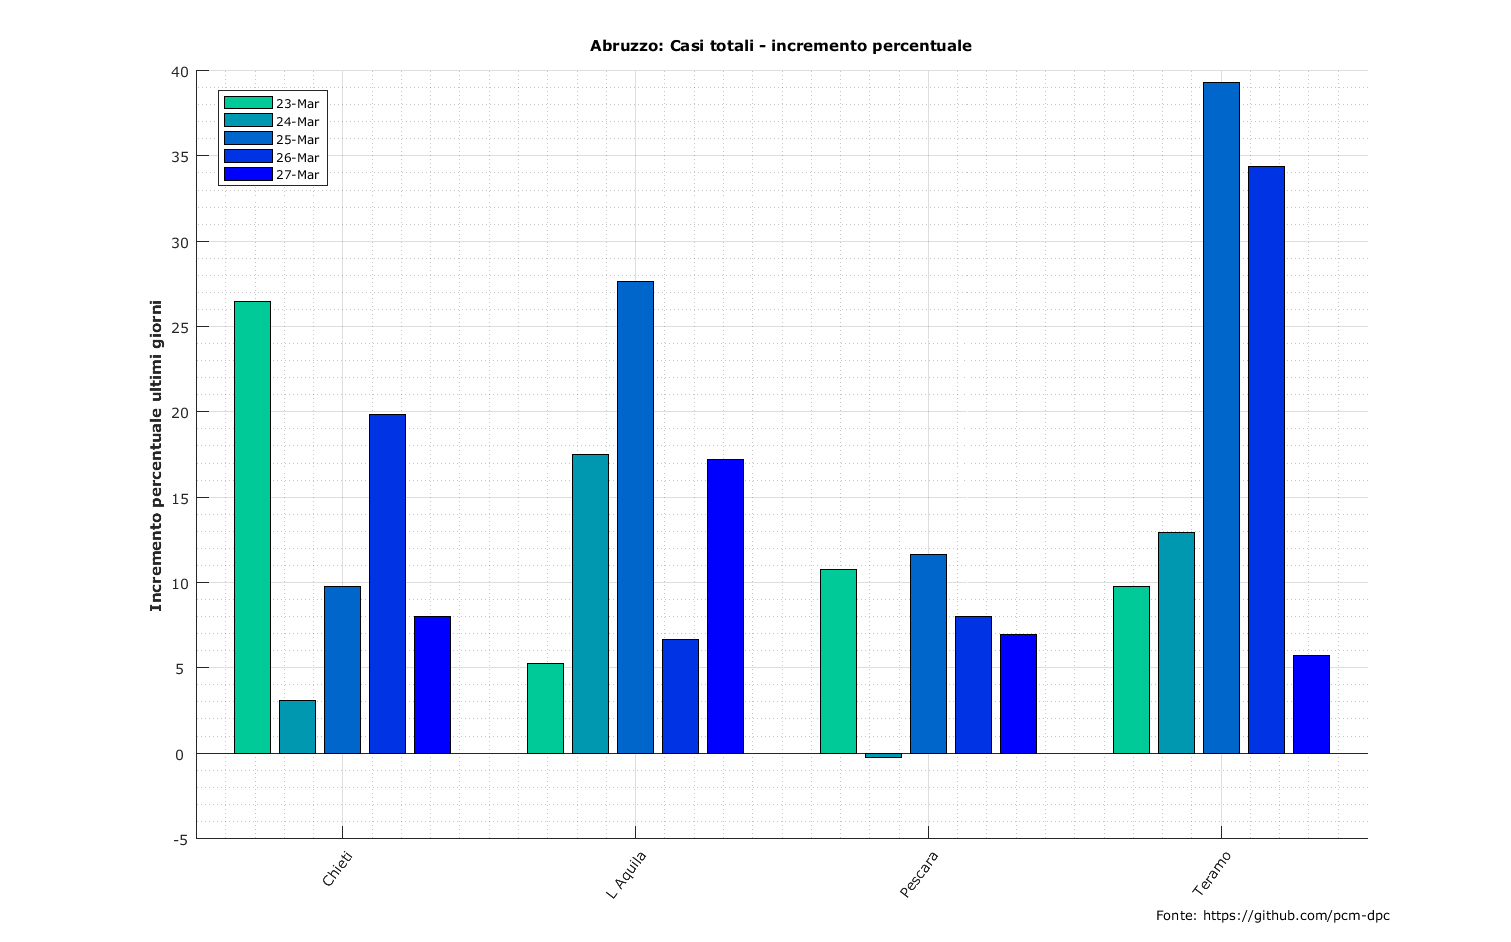 Abruzzo: Casi totali - incremento percentuale
40
35
30
25
20
15
10
5
0
-5
Incremento percentuale ultimi giorni
23-Mar
24-Mar
25-Mar
26-Mar
27-Mar
Chieti
L Aquila
Pescara
Teramo
Fonte: https://github.com/pcm-dpc